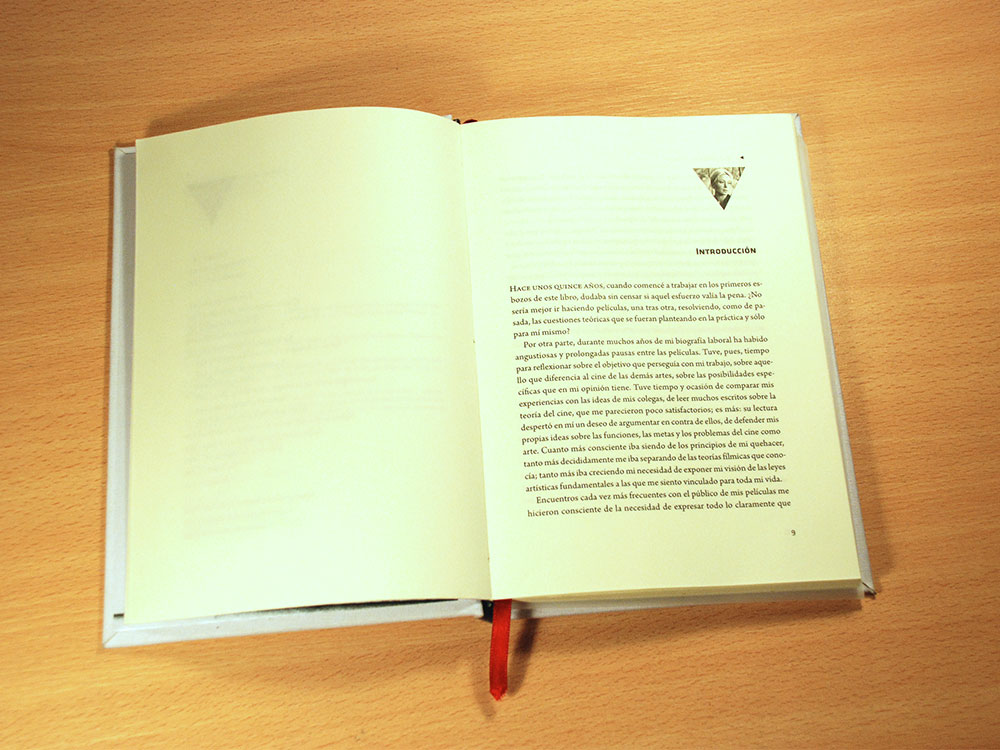 Introducción
Hace unos quince años, cuando comencé a trabajar en los primeros es-
bozos de este libro, dudaba sin censar si aquel esfuerzo valía la pena. ¿No
sería mejor ir haciendo películas, una tras otra, resolviendo, como de pa-
sada, las cuestiones teóricas que se fueran planteando en la práctica y sólo
para mí mismo?
Por otra parte, durante muchos años de mi biografía laboral ha habido
angustiosas y prolongadas pausas entre las películas. Tuve, pues, tiempo
para reflexionar sobre el objetivo que perseguía con mi trabajo, sobre aque-
llo que diferencia al cine de las demás artes, sobre las posibilidades espe-
cíficas que en mi opinión tiene. Tuve tiempo y ocasión de comparar mis
experiencias con las ideas de mis colegas, de leer muchos escritos sobre la
teoría del cine, que me parecieron poco satisfactorios; es más: su lectura
despertó en mí un deseo de argumentar en contra de ellos, de defender mis
propias ideas sobre las funciones, las metas y los problemas del cine como
arte. Cuanto más consciente iba siendo de los principios de mi quehacer,
tanto más decididamente me iba separando de las teorías fílmicas que cono-
cía; tanto más iba creciendo mi necesidad de exponer mi visión de las leyes
artísticas fundamentales a las que me siento vinculado para toda mi vida.
Encuentros cada vez más frecuentes con el público de mis películas me
hicieron consciente de la necesidad de expresar todo lo claramente que
9